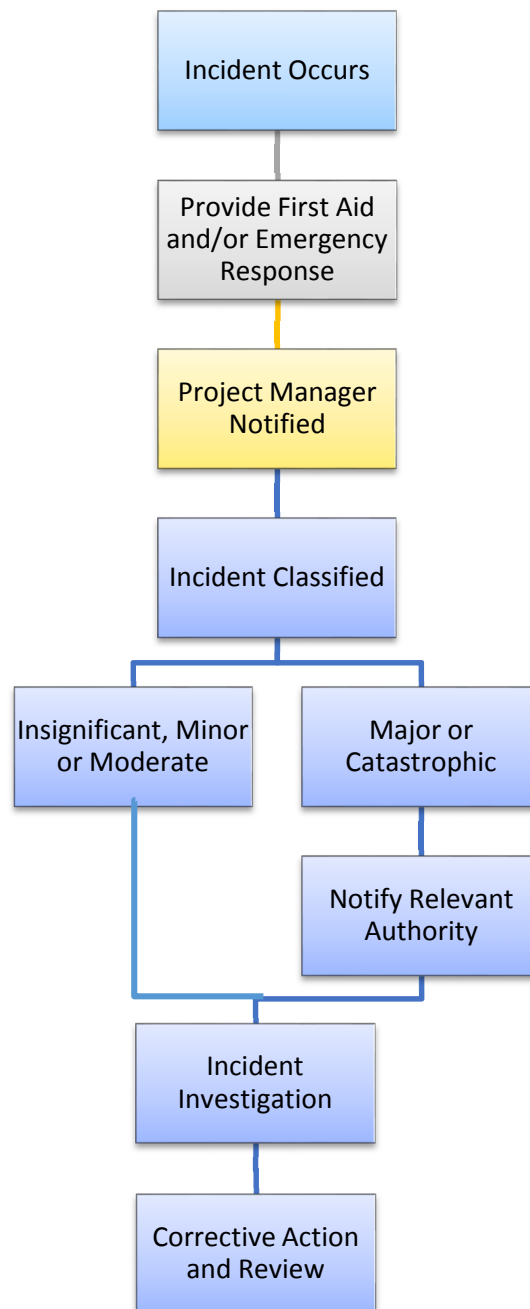 Incident Occurs
Provide First Aid
and/or Emergency
Response
Project Manager
Notified
Incident Classified
Insignificant, Minor
or Moderate
Major or
Catastrophic
Notify Relevant
Authority
Incident
Investigation
Corrective Action
and Review